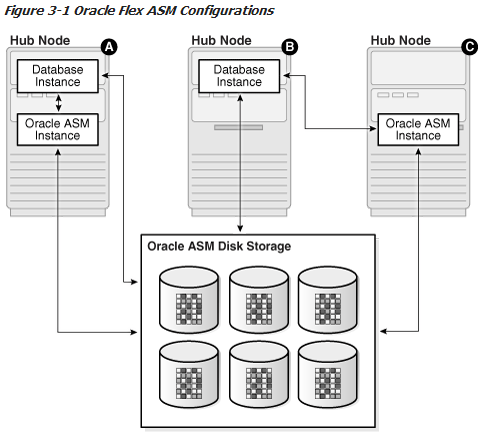 Figure 3-1 Oracle Flex ASM Configurations
Hub Node
A
Hub Node
B
Hub Node
C
Database
Instance
Oracle ASM
Instance
Database
Instance
Oracle ASM
Instance
Oracle ASM Disk Storage